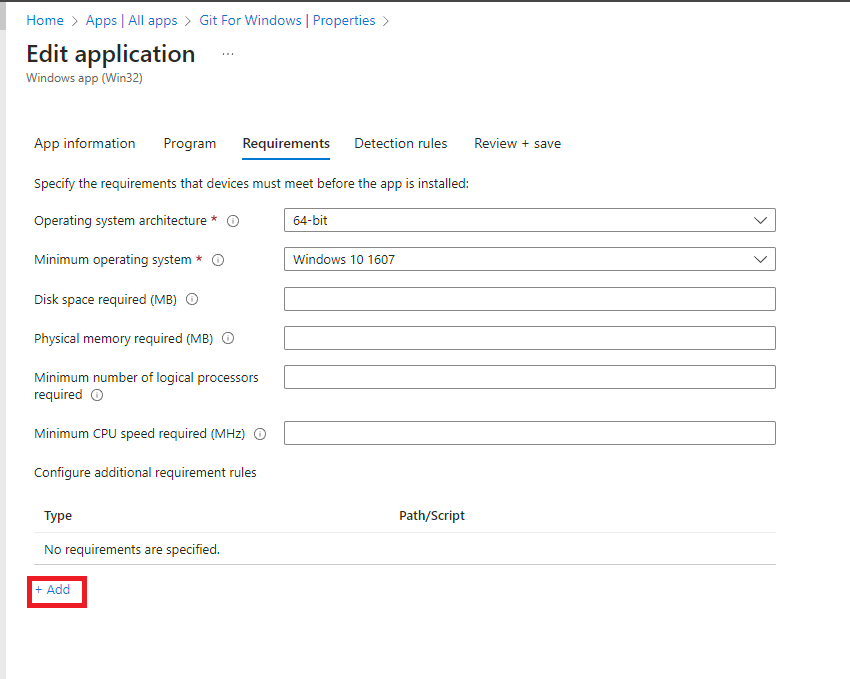 Home > Apps | All apps > Git For Windows | Properties >
Edit application ...
Windows app (Win32)
App information Program Requirements Detection rules Review + save
Specify the requirements that devices must meet before the app is installed:
Operating system architecture * 64-bit
Minimum operating system * Windows 10 1607
Disk space required (MB)
Physical memory required (MB)
Minimum number of logical processors
required
Minimum CPU speed required (MHz)
Configure additional requirement rules
Type Path/Script
No requirements are specified.
+ Add